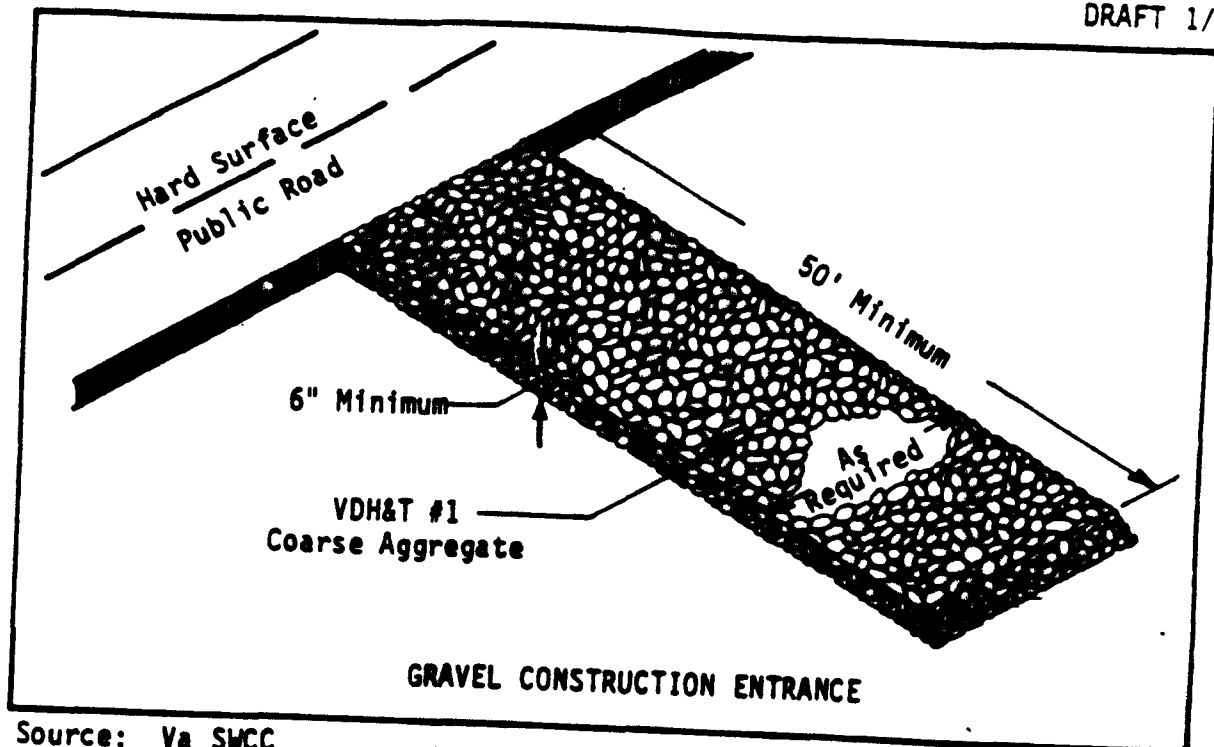 DRAFT 1/
Hard Surface
Public Road
50' Minimum
6" Minimum
As
Required
VDH&T #1
Coarse Aggregate
GRAVEL CONSTRUCTION ENTRANCE
Source: Va SWCC